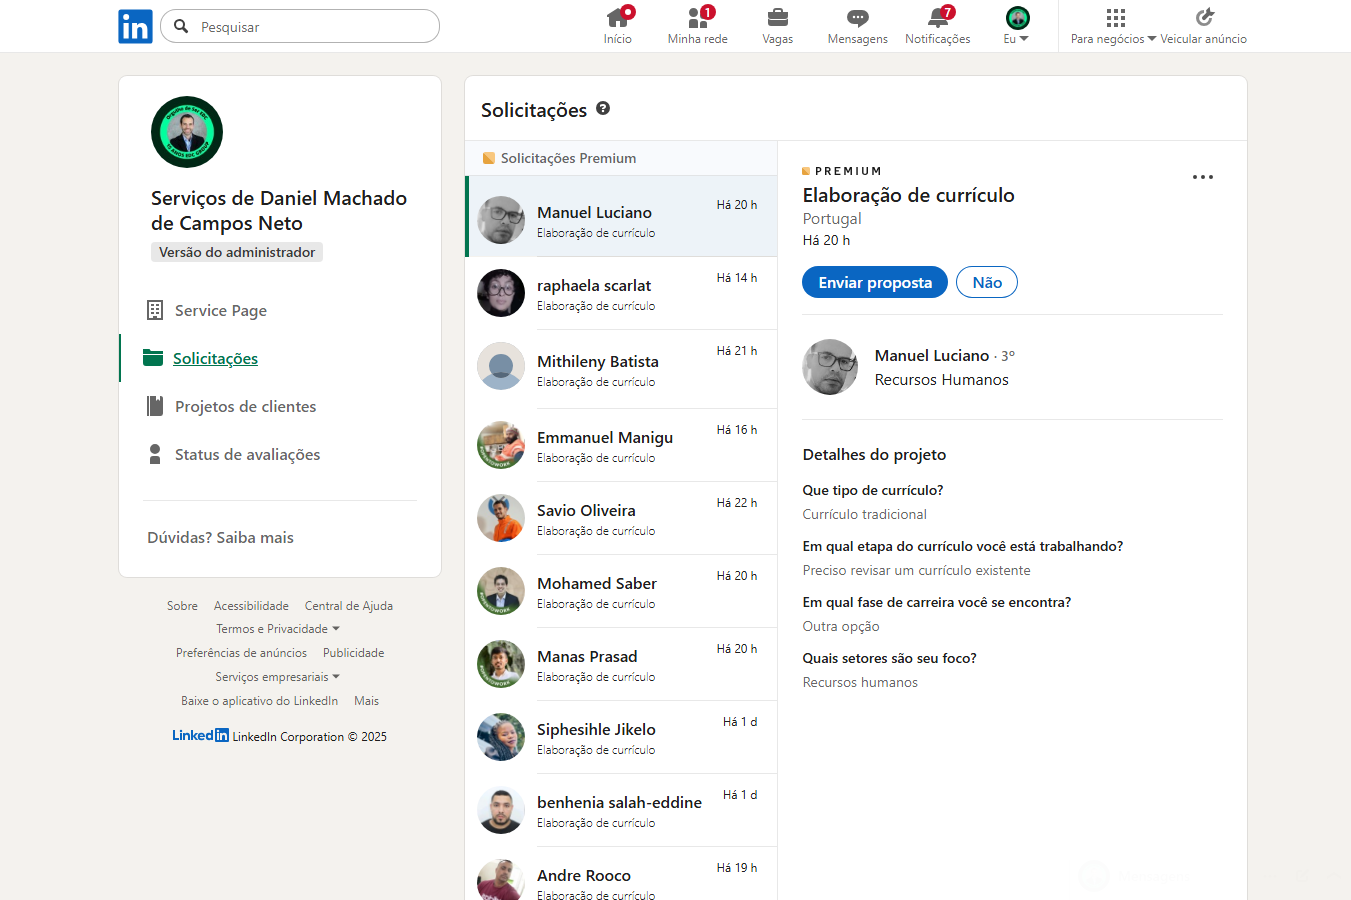 in
Pesquisar
Início
1
Minha rede
Vagas
Mensagens
7
Notificações
Eu
Para negócios
Veicular anúncio
Serviços de Daniel Machado
de Campos Neto
Versão do administrador
Service Page
Solicitações
Projetos de clientes
Status de avaliações
Dúvidas? Saiba mais
Sobre Acessibilidade Central de Ajuda
Termos e Privacidade
Preferências de anúncios Publicidade
Serviços empresariais
Baixe o aplicativo do LinkedIn Mais
LinkedIn LinkedIn Corporation © 2025
Solicitações ?
Solicitações Premium
Manuel Luciano Há 20 h
Elaboração de currículo
raphaela scarlat Há 14 h
Elaboração de currículo
Mithileny Batista Há 21 h
Elaboração de currículo
Emmanuel Manigu Há 16 h
Elaboração de currículo
Savio Oliveira Há 22 h
Elaboração de currículo
Mohamed Saber Há 20 h
Elaboração de currículo
Manas Prasad Há 20 h
Elaboração de currículo
Siphesihle Jikelo Há 1 d
Elaboração de currículo
benhenia salah-eddine Há 1 d
Elaboração de currículo
Andre Rooco Há 19 h
Elaboração de currículo
PREMIUM
Elaboração de currículo
Portugal
Há 20 h
Enviar proposta Não
Manuel Luciano · 3º
Recursos Humanos
Detalhes do projeto
Que tipo de currículo?
Currículo tradicional
Em qual etapa do currículo você está trabalhando?
Preciso revisar um currículo existente
Em qual fase de carreira você se encontra?
Outra opção
Quais setores são seu foco?
Recursos humanos